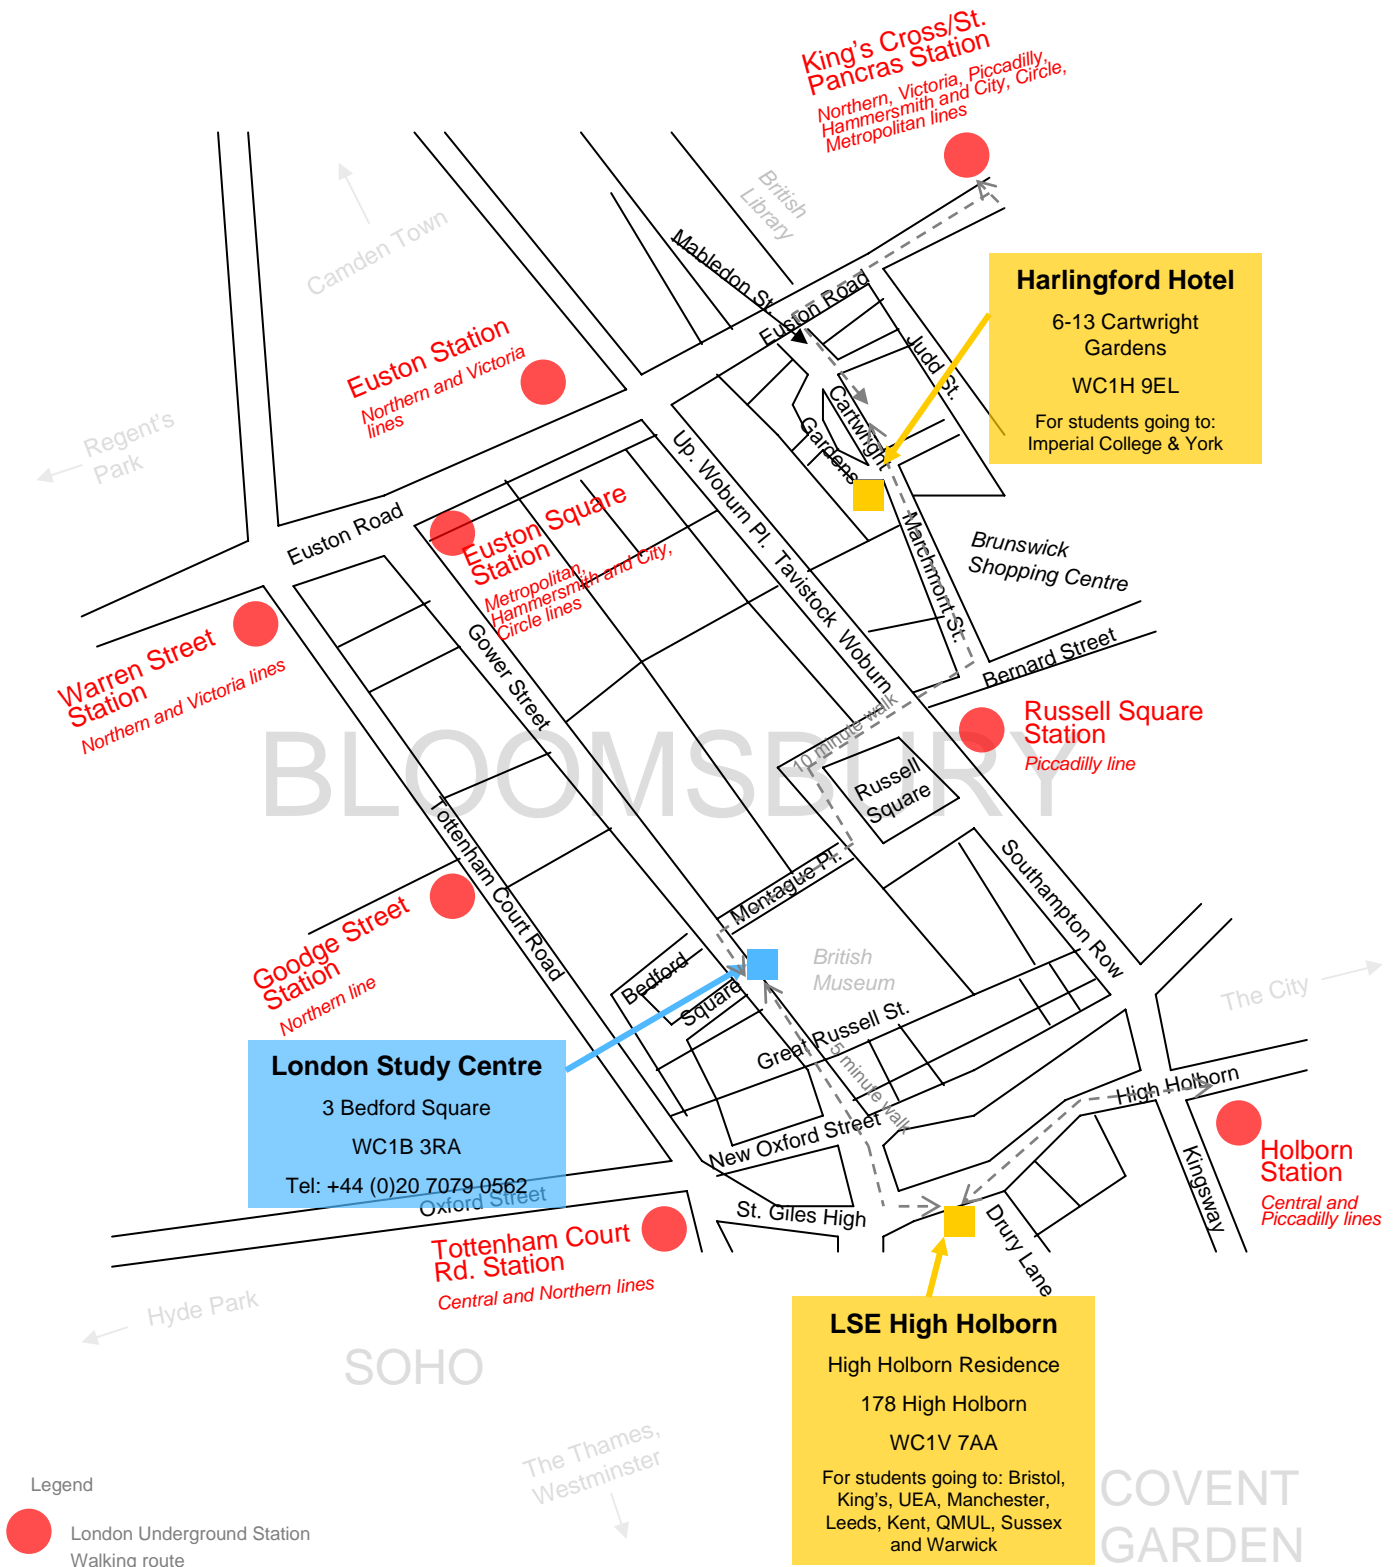 King's Cross/St.
Pancras Station
Northern, Victoria, Piccadilly,
Hammersmith and City, Circle,
Metropolitan lines
British
Library
Camden Town
Mabledon St.
Euston Road
Harlingford Hotel
6-13 Cartwright
Gardens
WC1H 9EL
For students going to:
Imperial College & York
Euston Station
Northern and Victoria
lines
Judd St.
Cartwright
Gardens
Regent's
Park
Up. Woburn Pl.
Tavistock
Woburn
Euston Road
Euston Square
Station
Metropolitan,
Hammersmith and City,
Circle lines
Marchmont St.
Brunswick
Shopping Centre
Warren Street
Station
Northern and Victoria lines
Gower Street
Bernard Street
10 minute walk
Russell Square
Station
Piccadilly line
BLOOMSBURY
Russell
Square
Tottenham Court Road
Southampton Row
Montague Pl.
Goodge Street
Station
Northern line
Bedford
Square
British
Museum
The City
Great Russell St.
5 minute walk
London Study Centre
3 Bedford Square
WC1B 3RA
Tel: +44 (0)20 7079 0562
High Holborn
New Oxford Street
Holborn
Station
Central and
Piccadilly lines
Kingsway
Oxford Street
St. Giles High
Drury Lane
Tottenham Court
Rd. Station
Central and Northern lines
Hyde Park
SOHO
LSE High Holborn
High Holborn Residence
178 High Holborn
WC1V 7AA
For students going to: Bristol,
King's, UEA, Manchester,
Leeds, Kent, QMUL, Sussex
and Warwick
The Thames,
Westminster
COVENT
GARDEN
Legend
London Underground Station
Walking route